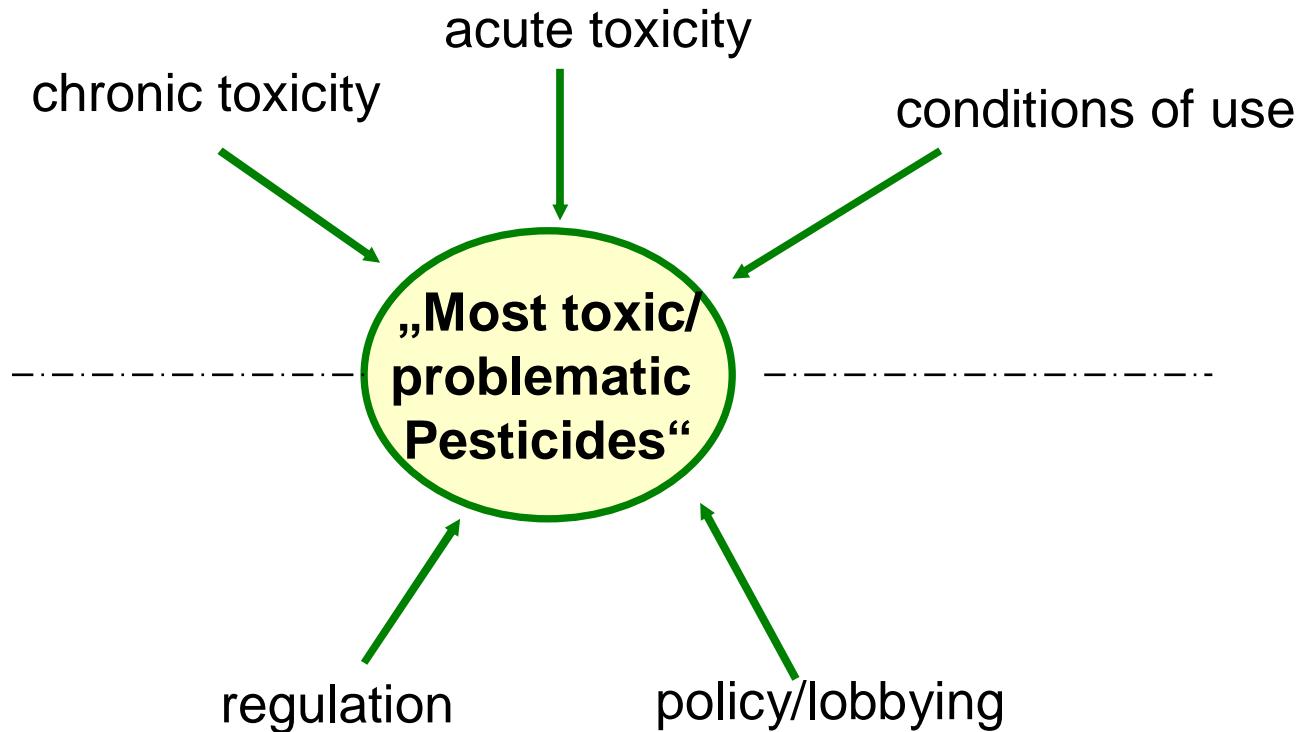 acute toxicity
chronic toxicity
conditions of use
„Most toxic/
problematic
Pesticides“
regulation
policy/lobbying